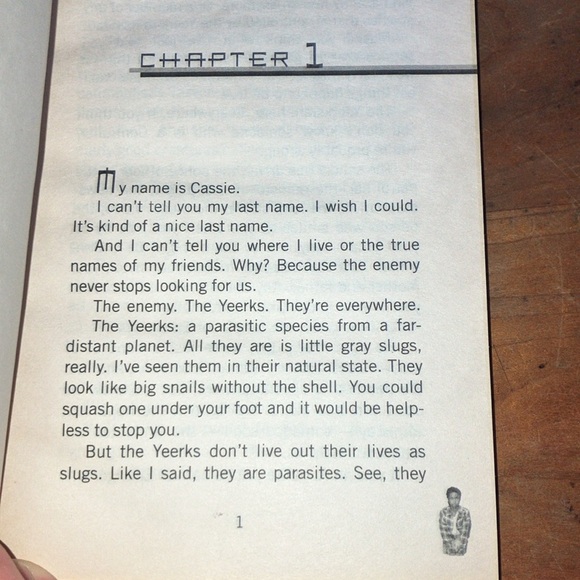 CHAPTER 1
My name is Cassie.
I can't tell you my last name. I wish I could.
It's kind of a nice last name.
And I can't tell you where I live or the true
names of my friends. Why? Because the enemy
never stops looking for us.
The enemy. The Yeerks. They're everywhere.
The Yeerks: a parasitic species from a far-
distant planet. All they are is little gray slugs,
really. I've seen them in their natural state. They
look like big snails without the shell. You could
squash one under your foot and it would be help-
less to stop you.
But the Yeerks don't live out their lives as
slugs. Like I said, they are parasites. See, they
1